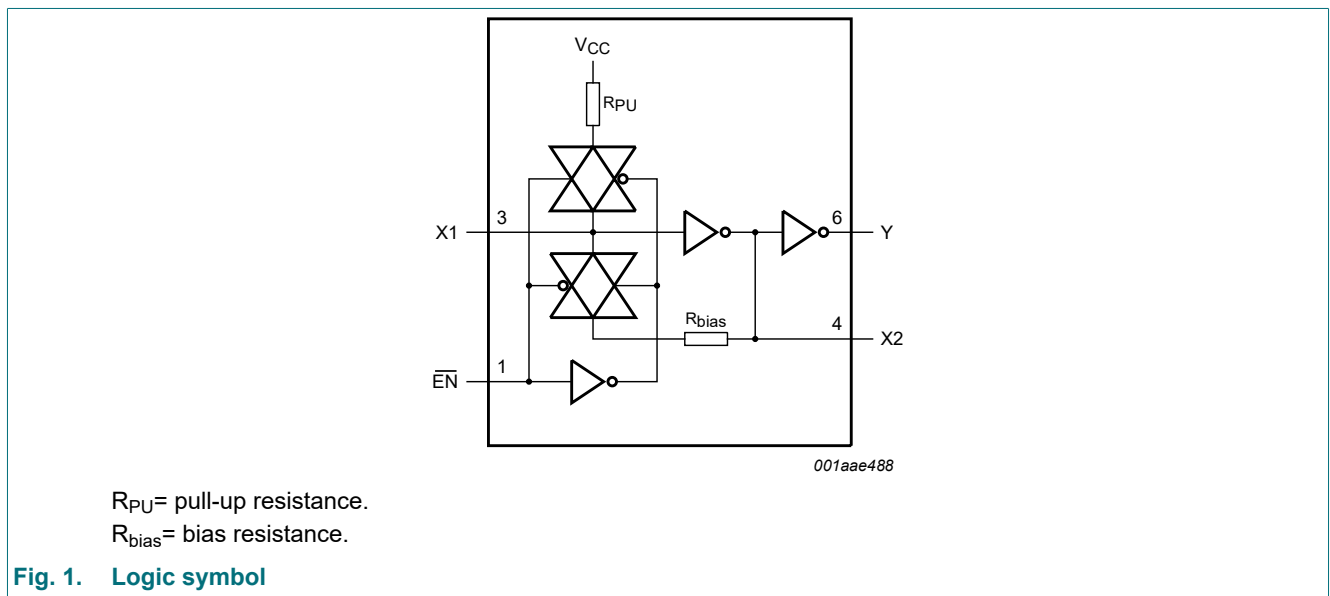 VCC
RPU
X1 3
6 Y
Rbias
4 X2
EN 1
001aae488
RPU= pull-up resistance.
Rbias= bias resistance.
Fig. 1. Logic symbol